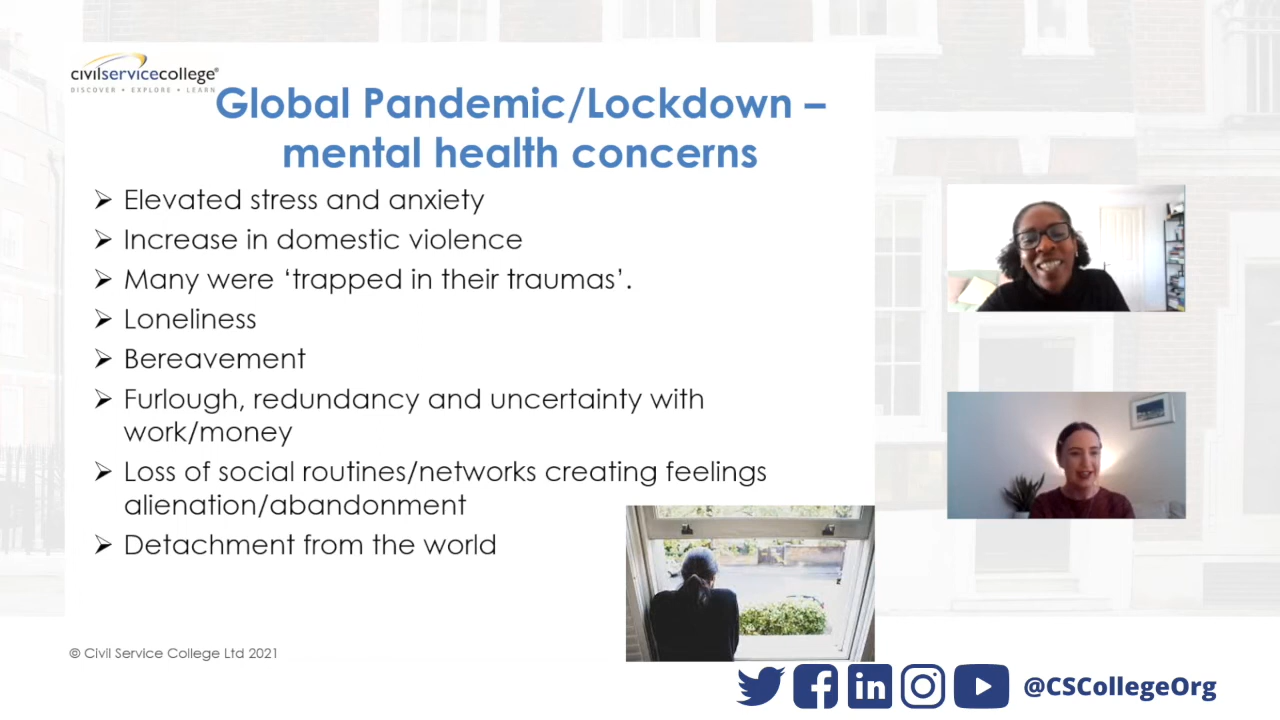 civilservicecollege®
DISCOVER • EXPLORE • LEARN
Global Pandemic/Lockdown –
mental health concerns
➢ Elevated stress and anxiety
➢ Increase in domestic violence
➢ Many were ‘trapped in their traumas’.
➢ Loneliness
➢ Bereavement
➢ Furlough, redundancy and uncertainty with
work/money
➢ Loss of social routines/networks creating feelings
alienation/abandonment
➢ Detachment from the world
© Civil Service College Ltd 2021
in
@CSCollegeOrg